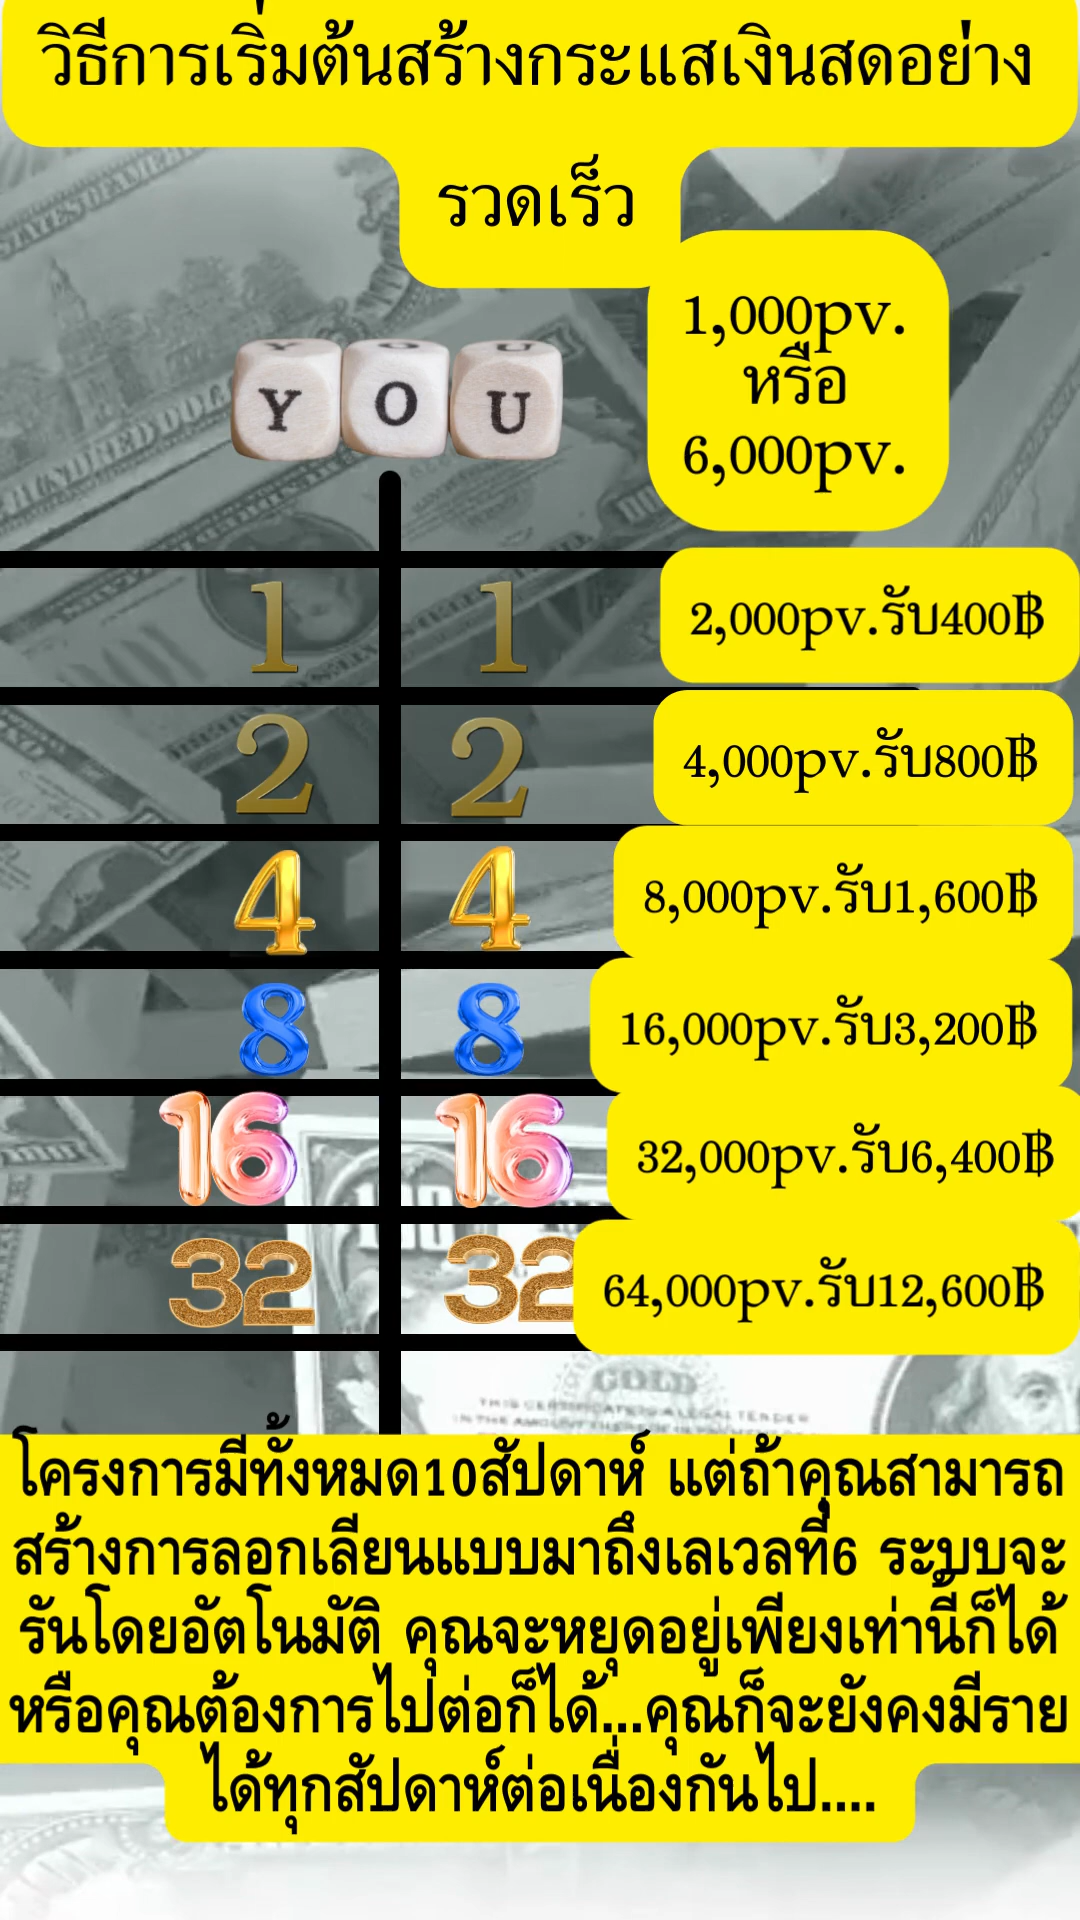 วิธีการเริ่มต้นสร้างกระแสเงินสดอย่าง
รวดเร็ว
1,000pv.
หรือ
6,000pv.
Y O U
1 1 2,000pv.รับ400฿
2 2 4,000pv.รับ800฿
4 4 8,000pv.รับ1,600฿
8 8 16,000pv.รับ3,200฿
16 16 32,000pv.รับ6,400฿
32 32 64,000pv.รับ12,600฿
GOLD
โครงการมีทั้งหมด10สัปดาห์ แต่ถ้าคุณสามารถ
สร้างการลอกเลียนแบบมาถึงเลเวลที่6 ระบบจะ
รันโดยอัตโนมัติ คุณจะหยุดอยู่เพียงเท่านี้ก็ได้
หรือคุณต้องการไปต่อก็ได้...คุณก็จะยังคงมีราย
ได้ทุกสัปดาห์ต่อเนื่องกันไป....